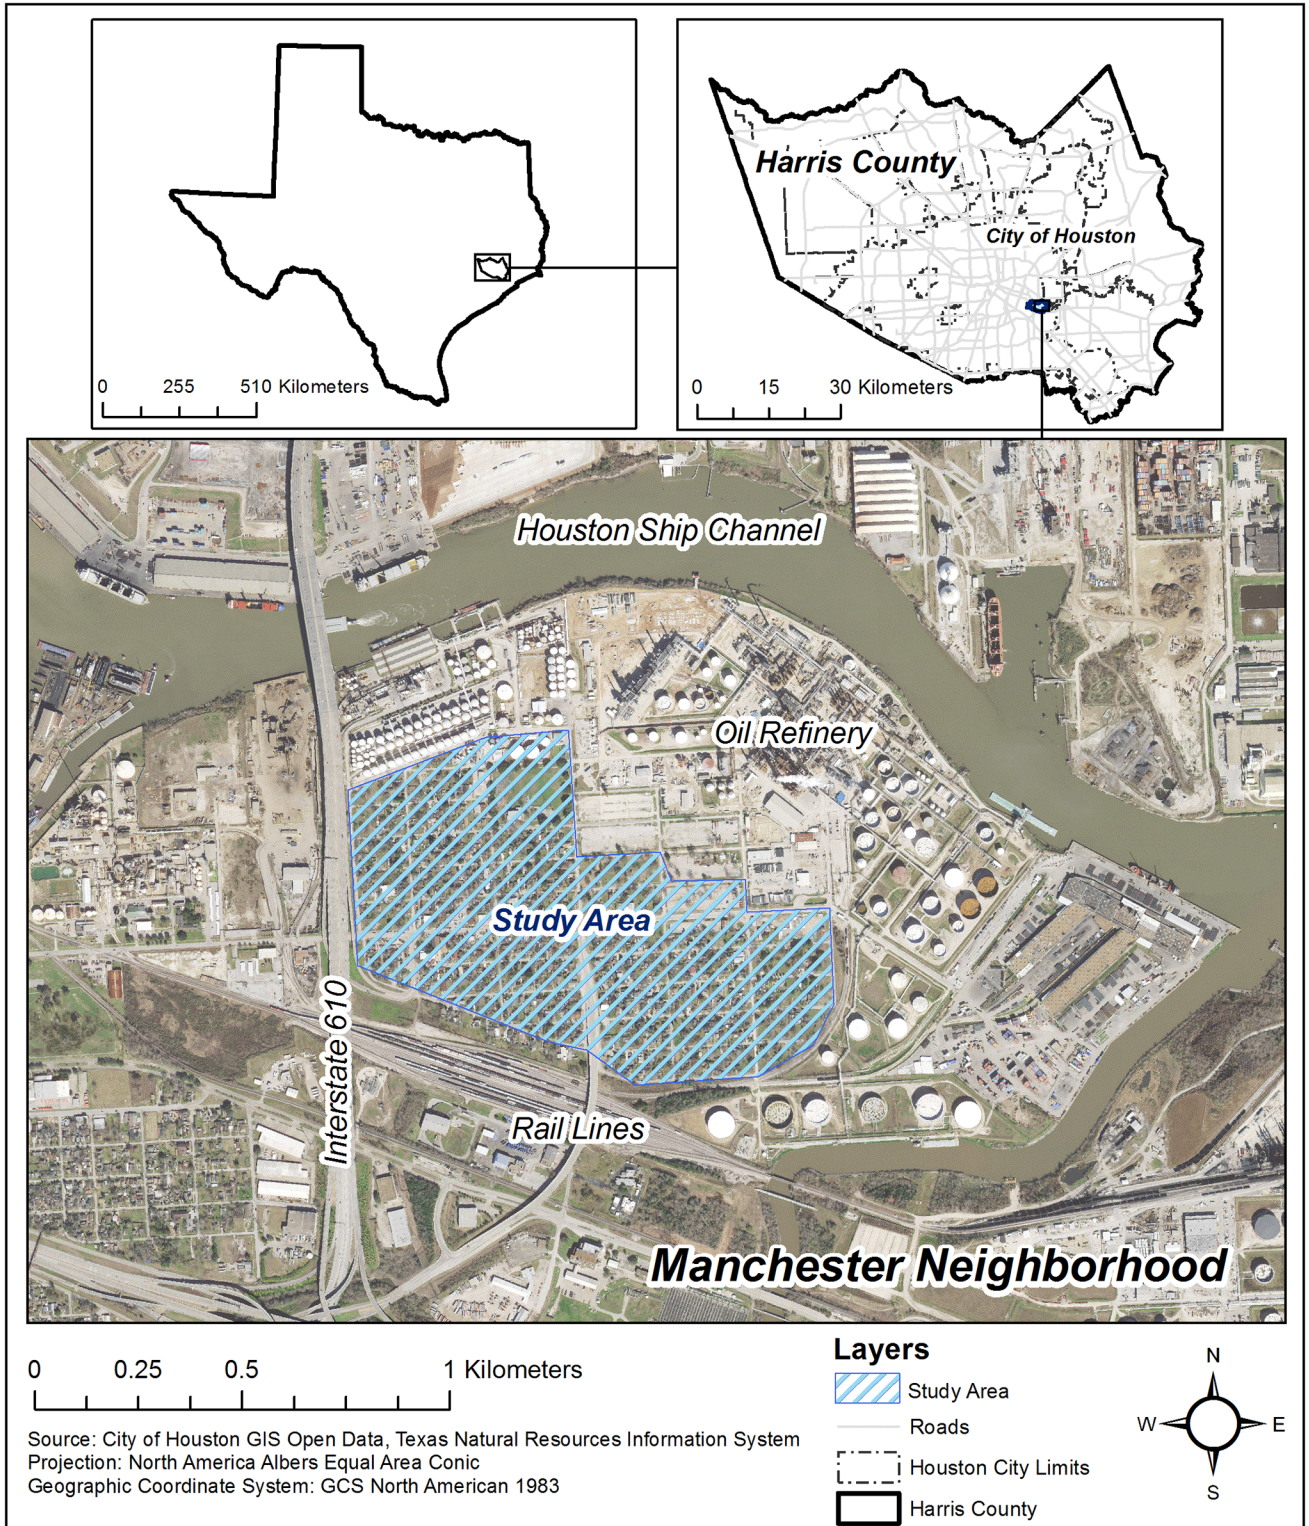 0 255 510 Kilometers
Harris County
City of Houston
0 15 30 Kilometers
Houston Ship Channel
Oil Refinery
Study Area
Interstate 610
Rail Lines
Manchester Neighborhood
0 0.25 0.5 1 Kilometers
Source: City of Houston GIS Open Data, Texas Natural Resources Information System
Projection: North America Albers Equal Area Conic
Geographic Coordinate System: GCS North American 1983
Layers
Study Area
Roads
Houston City Limits
Harris County
N
W E
S